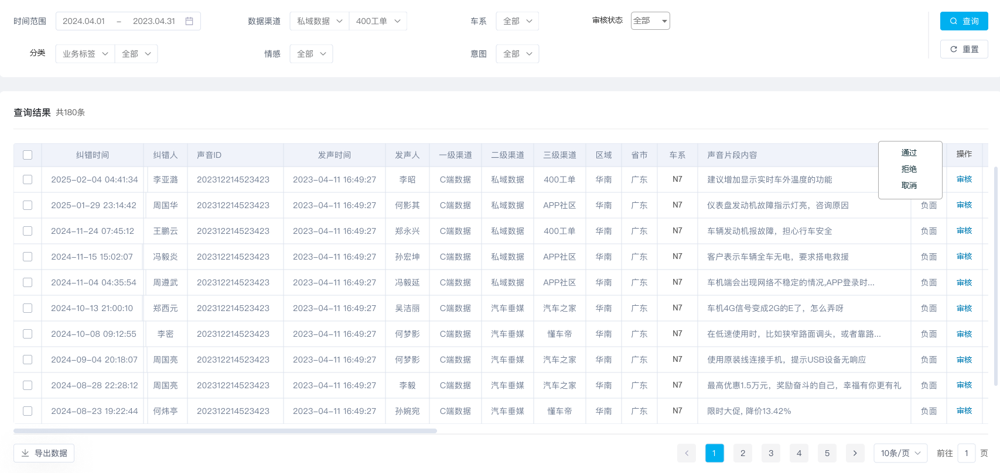 时间范围 2024.04.01 – 2023.04.31 数据渠道 私域数据 400工单 车系 全部 审核状态 全部 查询
分类 业务标签 全部 情感 全部 意图 全部 重置
查询结果 共180条
纠错时间 纠错人 声音ID 发声时间 发声人 一级渠道 二级渠道 三级渠道 区域 省市 车系 声音片段内容 操作
通过
拒绝
取消
2025-02-04 04:41:34 李亚潞 202312214523423 2023-04-11 16:49:27 李昭 C端数据 私域数据 400工单 华南 广东 N7 建议增加显示实时车外温度的功能 审核
2025-01-29 23:14:42 周国华 202312214523423 2023-04-11 16:49:27 何影其 C端数据 私域数据 APP社区 华南 广东 N7 仪表盘发动机故障指示灯亮，咨询原因 负面 审核
2024-11-24 07:45:12 王鹏云 202312214523423 2023-04-11 16:49:27 郑永兴 C端数据 私域数据 400工单 华南 广东 N7 车辆发动机报故障，担心行车安全 负面 审核
2024-11-15 15:02:07 冯毅炎 202312214523423 2023-04-11 16:49:27 孙宏坤 C端数据 私域数据 APP社区 华南 广东 N7 客户表示车辆全车无电，要求搭电救援 负面 审核
2024-11-04 04:35:54 周遵武 202312214523423 2023-04-11 16:49:27 冯毅延 C端数据 私域数据 APP社区 华南 广东 N7 车机端会出现网络不稳定的情况,APP登录时... 负面 审核
2024-10-13 21:00:10 郑西元 202312214523423 2023-04-11 16:49:27 吴洁丽 C端数据 汽车垂媒 汽车之家 华南 广东 N7 车机4G信号变成2G的E了，怎么弄呀 负面 审核
2024-10-08 09:12:55 李密 202312214523423 2023-04-11 16:49:27 何梦影 C端数据 汽车垂媒 懂车帝 华南 广东 N7 在低速使用时，比如狭窄路面调头，或者靠路... 负面 审核
2024-09-04 20:18:07 周国亮 202312214523423 2023-04-11 16:49:27 何梦影 C端数据 汽车垂媒 汽车之家 华南 广东 N7 使用原装线连接手机，提示USB设备无响应 负面 审核
2024-08-28 22:28:12 周国亮 202312214523423 2023-04-11 16:49:27 李毅 C端数据 汽车垂媒 汽车之家 华南 广东 N7 最高优惠1.5万元，奖励奋斗的自己，幸福有你更有礼 负面 审核
2024-08-23 19:22:44 何炜亭 202312214523423 2023-04-11 16:49:27 孙婉宛 C端数据 汽车垂媒 懂车帝 华南 广东 N7 限时大促, 降价13.42% 负面 审核
导出数据 1 2 3 4 5 10条/页 前往 1 页